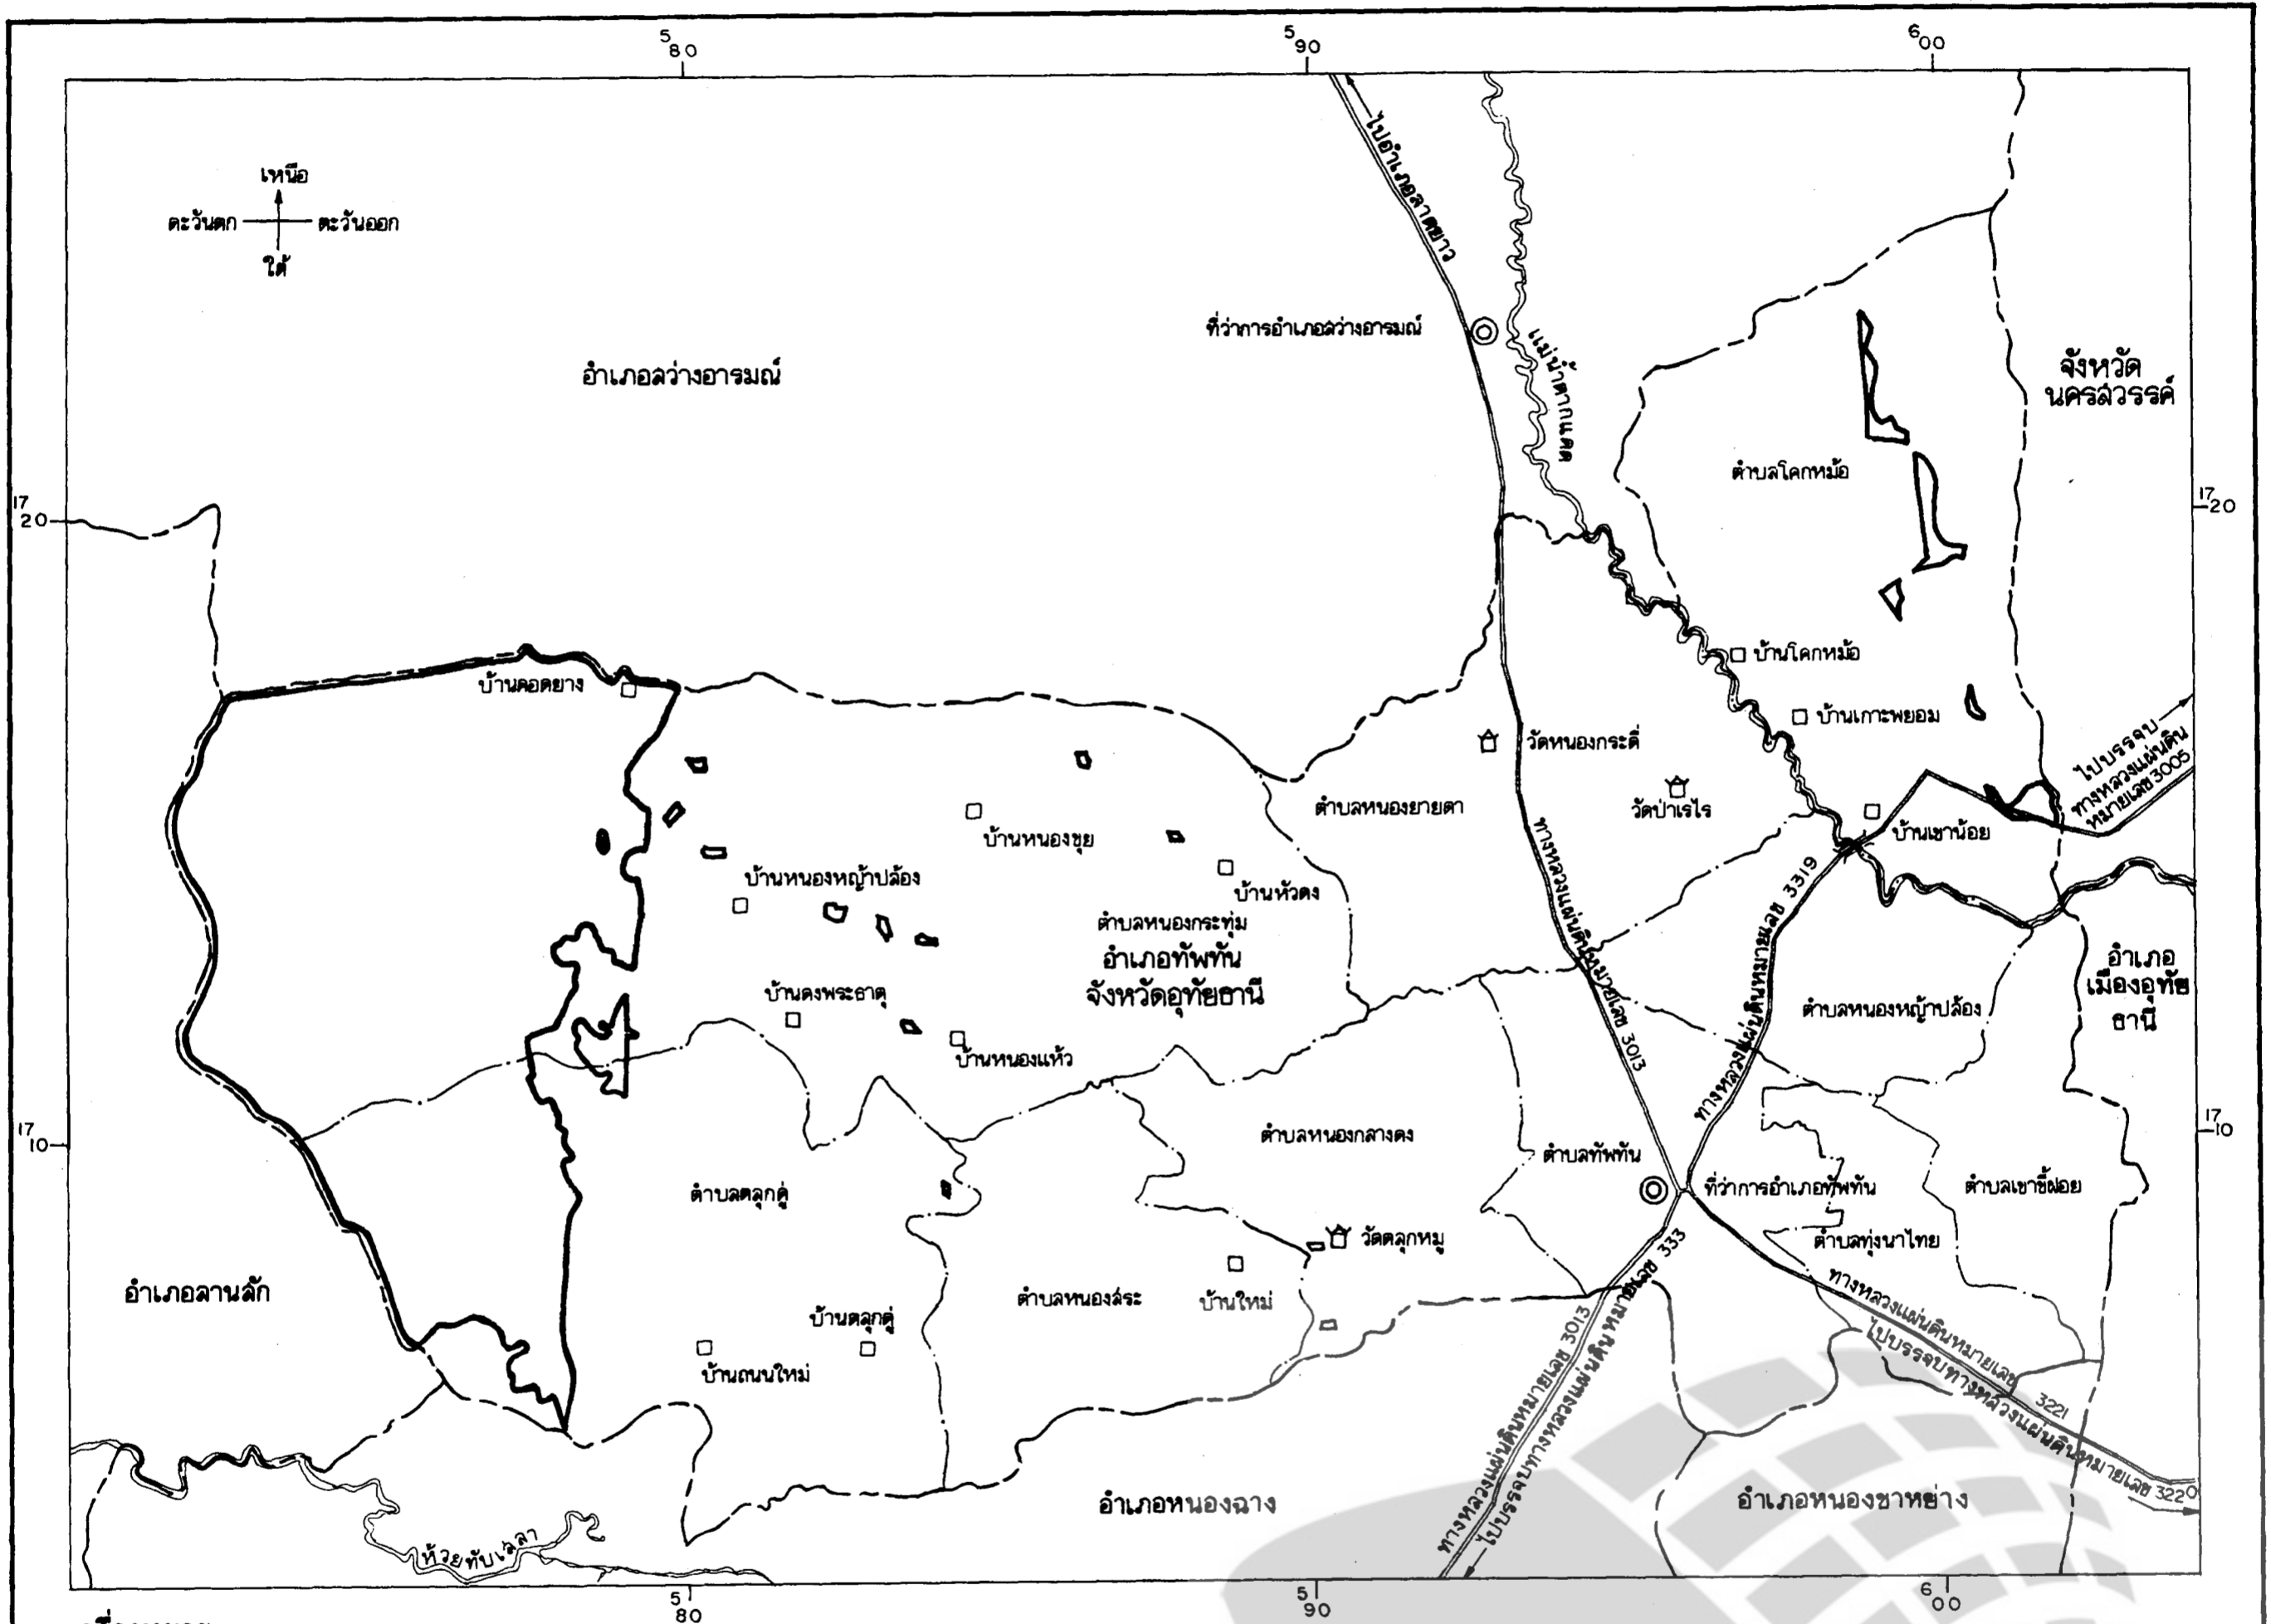 5 80
5 90
6 00
เหนือ
ตะวันตก
ตะวันออก
ใต้
ไปอำเภอลาดยาว
ที่ว่าการอำเภอสว่างอารมณ์
แม่น้ำตากแดด
อำเภอสว่างอารมณ์
จังหวัด
นครสวรรค์
ตำบลโคกหม้อ
17 20
17 20
บ้านคอดยาง
บ้านโคกหม้อ
บ้านเกาะพยอม
วัดหนองกระดี่
วัดป่าเรไร
ไปบรรจบ
ทางหลวงแผ่นดิน
หมายเลข 3005
ตำบลหนองยายดา
บ้านเขาน้อย
บ้านหนองขุย
บ้านหนองหญ้าปล้อง
บ้านหัวดง
ตำบลหนองกระทุ่ม
อำเภอทัพทัน
จังหวัดอุทัยธานี
ทางหลวงแผ่นดินหมายเลข 3013
ทางหลวงแผ่นดินหมายเลข 3319
อำเภอ
เมืองอุทัย
ธานี
บ้านดงพระธาตุ
ตำบลหนองหญ้าปล้อง
บ้านหนองแห้ว
17 10
17 10
ตำบลหนองกลางดง
ตำบลทัพทัน
ตำบลตลุกดู่
ที่ว่าการอำเภอทัพทัน
ตำบลเขาขี้ฝอย
วัดตลุกหมู
ตำบลทุ่งนาไทย
อำเภอลานสัก
ตำบลหนองสระ
บ้านใหม่
บ้านตลุกดู่
บ้านถนนใหม่
ทางหลวงแผ่นดินหมายเลข 3013
ไปบรรจบทางหลวงแผ่นดินหมายเลข 333
ทางหลวงแผ่นดินหมายเลข 3221
ไปบรรจบทางหลวงแผ่นดินหมายเลข 3220
อำเภอหนองฉาง
อำเภอหนองขาหย่าง
ห้วยทับเสลา
5 80
5 90
6 00